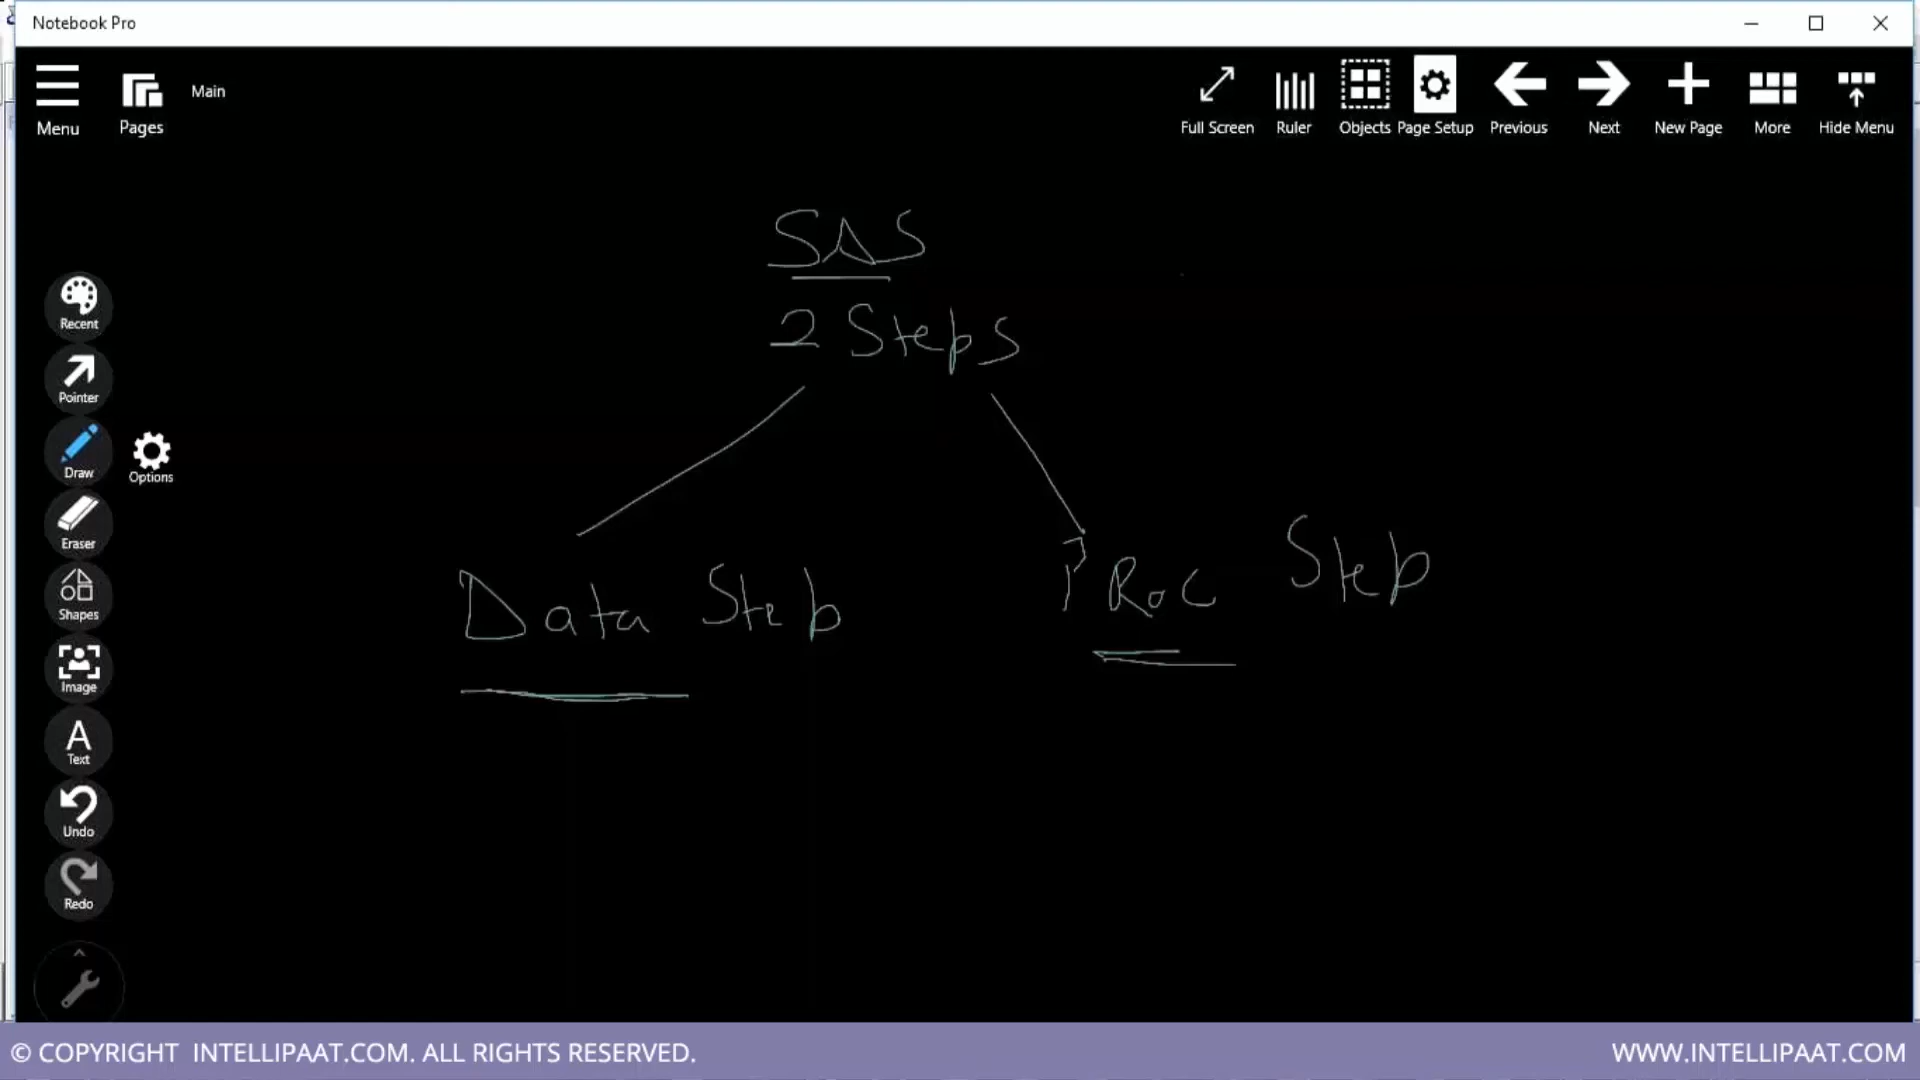 Notebook Pro
Menu
Pages
Main
Full Screen
Ruler
Objects
Page Setup
Previous
Next
New Page
More
Hide Menu
SAS
2 Steps
Data Step
PRoC Step
Recent
Pointer
Draw
Options
Eraser
Shapes
Image
Text
Undo
Redo
© COPYRIGHT INTELLIPAAT.COM. ALL RIGHTS RESERVED.
WWW.INTELLIPAAT.COM